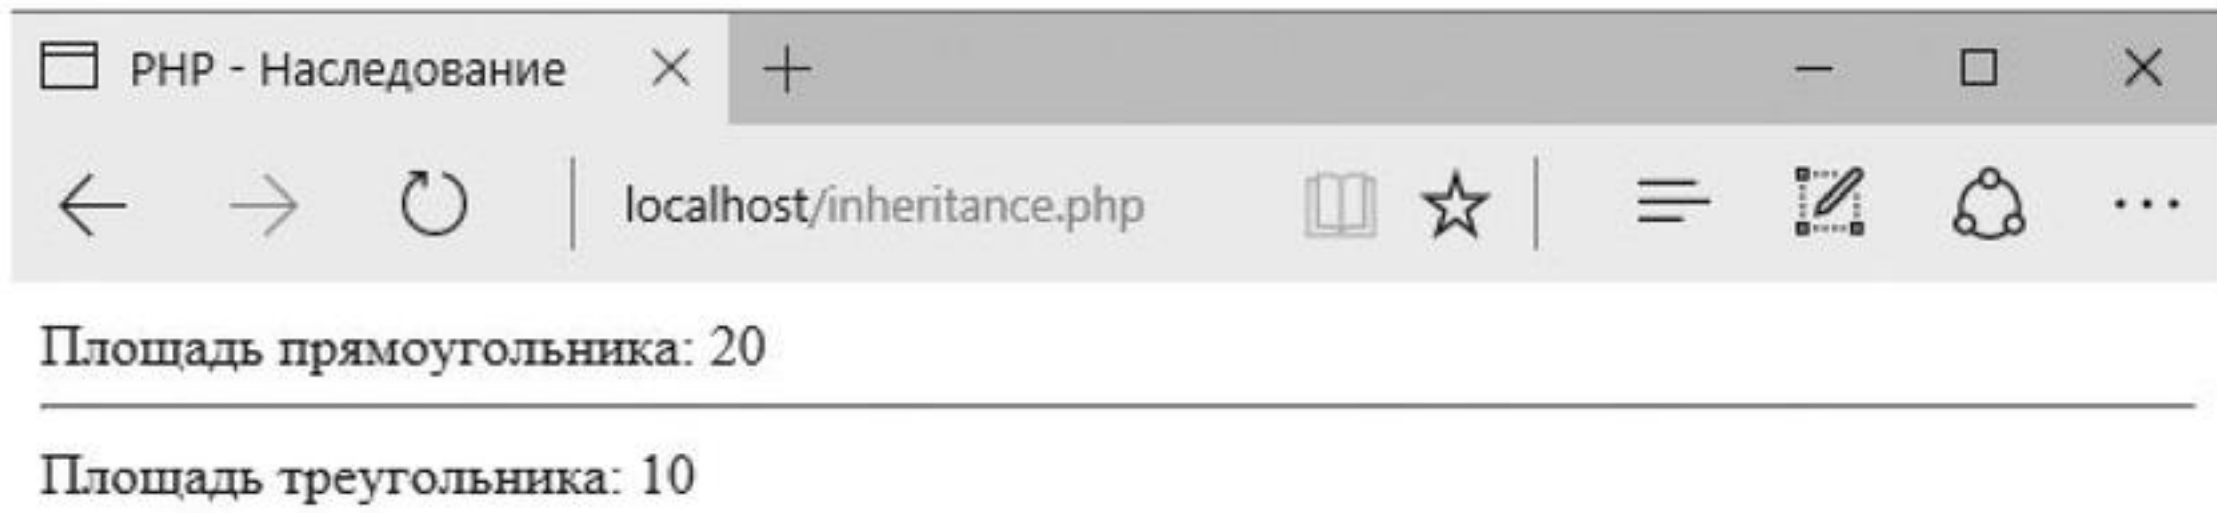 PHP - Наследование
localhost/inheritance.php
Площадь прямоугольника: 20
Площадь треугольника: 10